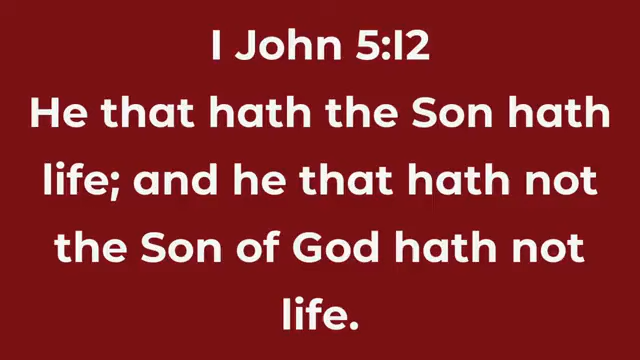 I John 5:12
He that hath the Son hath
life; and he that hath not
the Son of God hath not
life.